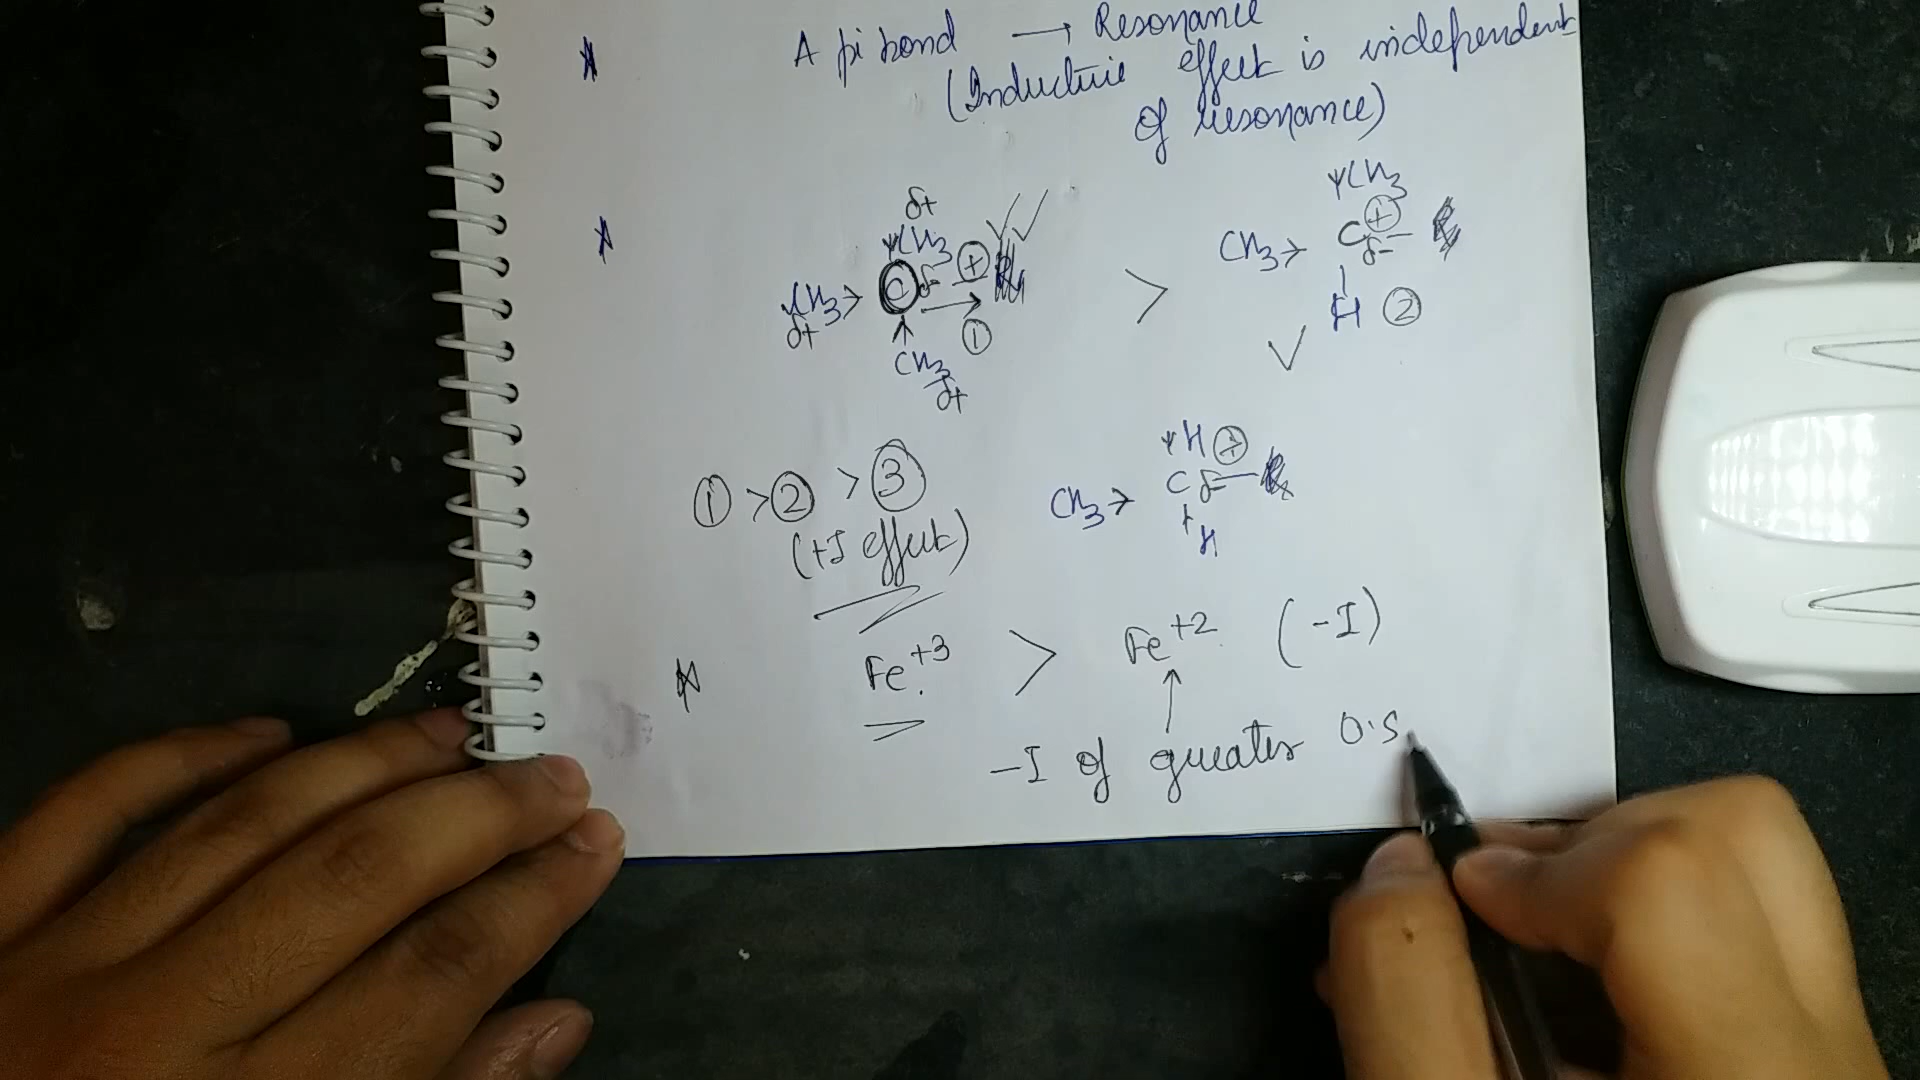 A pi bond → Resonance
(Inductive effect is independent
of resonance)
δ+
CH3 ⊕
CH3 > C δ-
δ+
①
CH3
δ+
>
CH3
CH3 > C ⊕
δ-
H ②
① > ② > ③
(+I effect)
H ⊕
CH3 > C δ-
H
Fe+3 > Fe+2 (-I)
-I of greater O.S